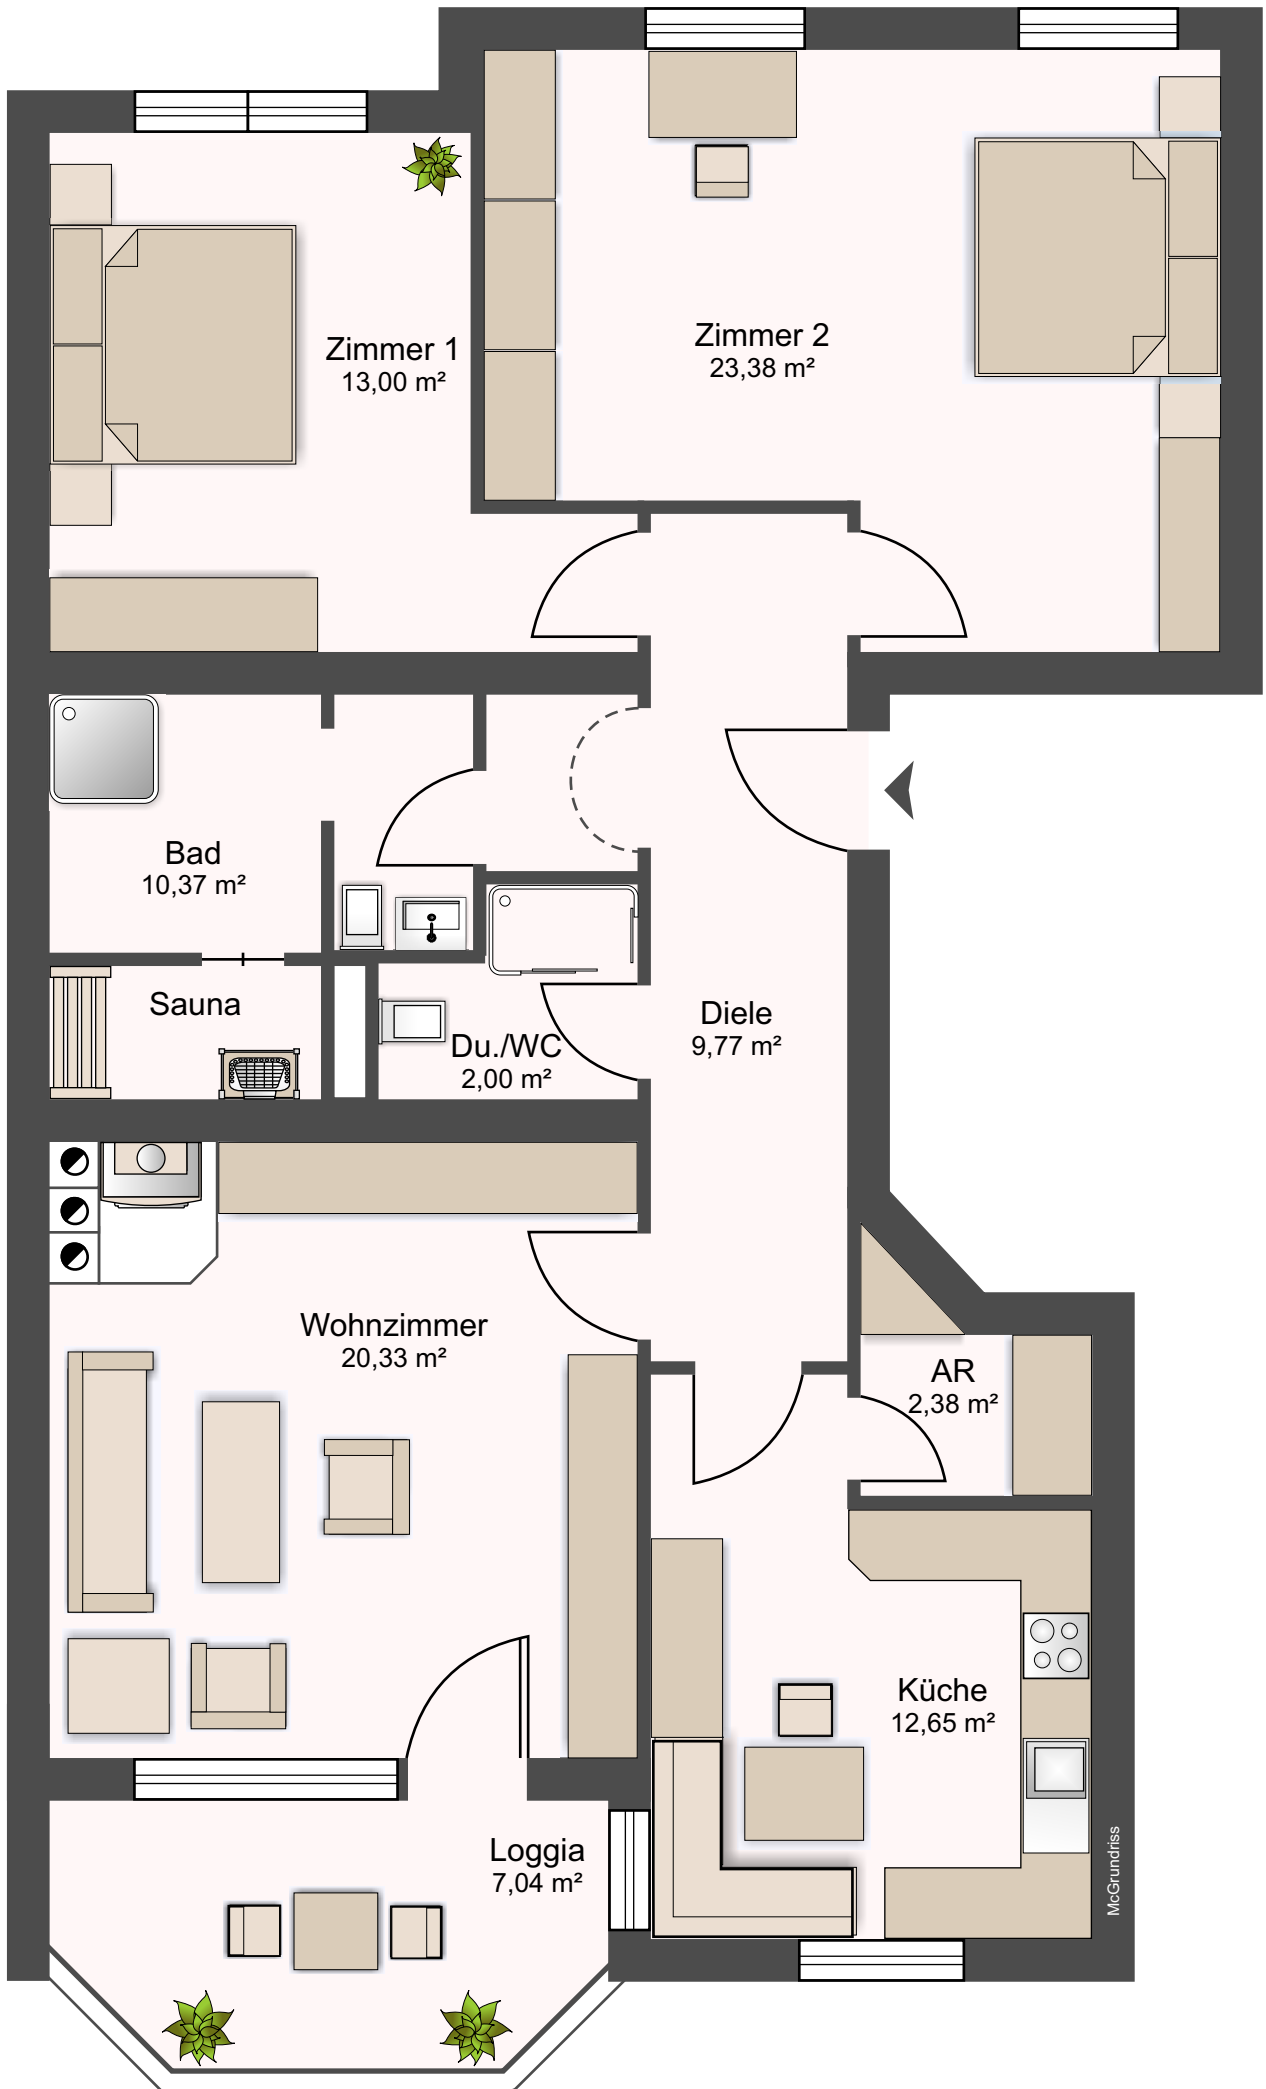 Zimmer 1
13,00 m²
Zimmer 2
23,38 m²
Bad
10,37 m²
Sauna
Du./WC
2,00 m²
Diele
9,77 m²
Wohnzimmer
20,33 m²
AR
2,38 m²
Küche
12,65 m²
Loggia
7,04 m²
McGrundriss